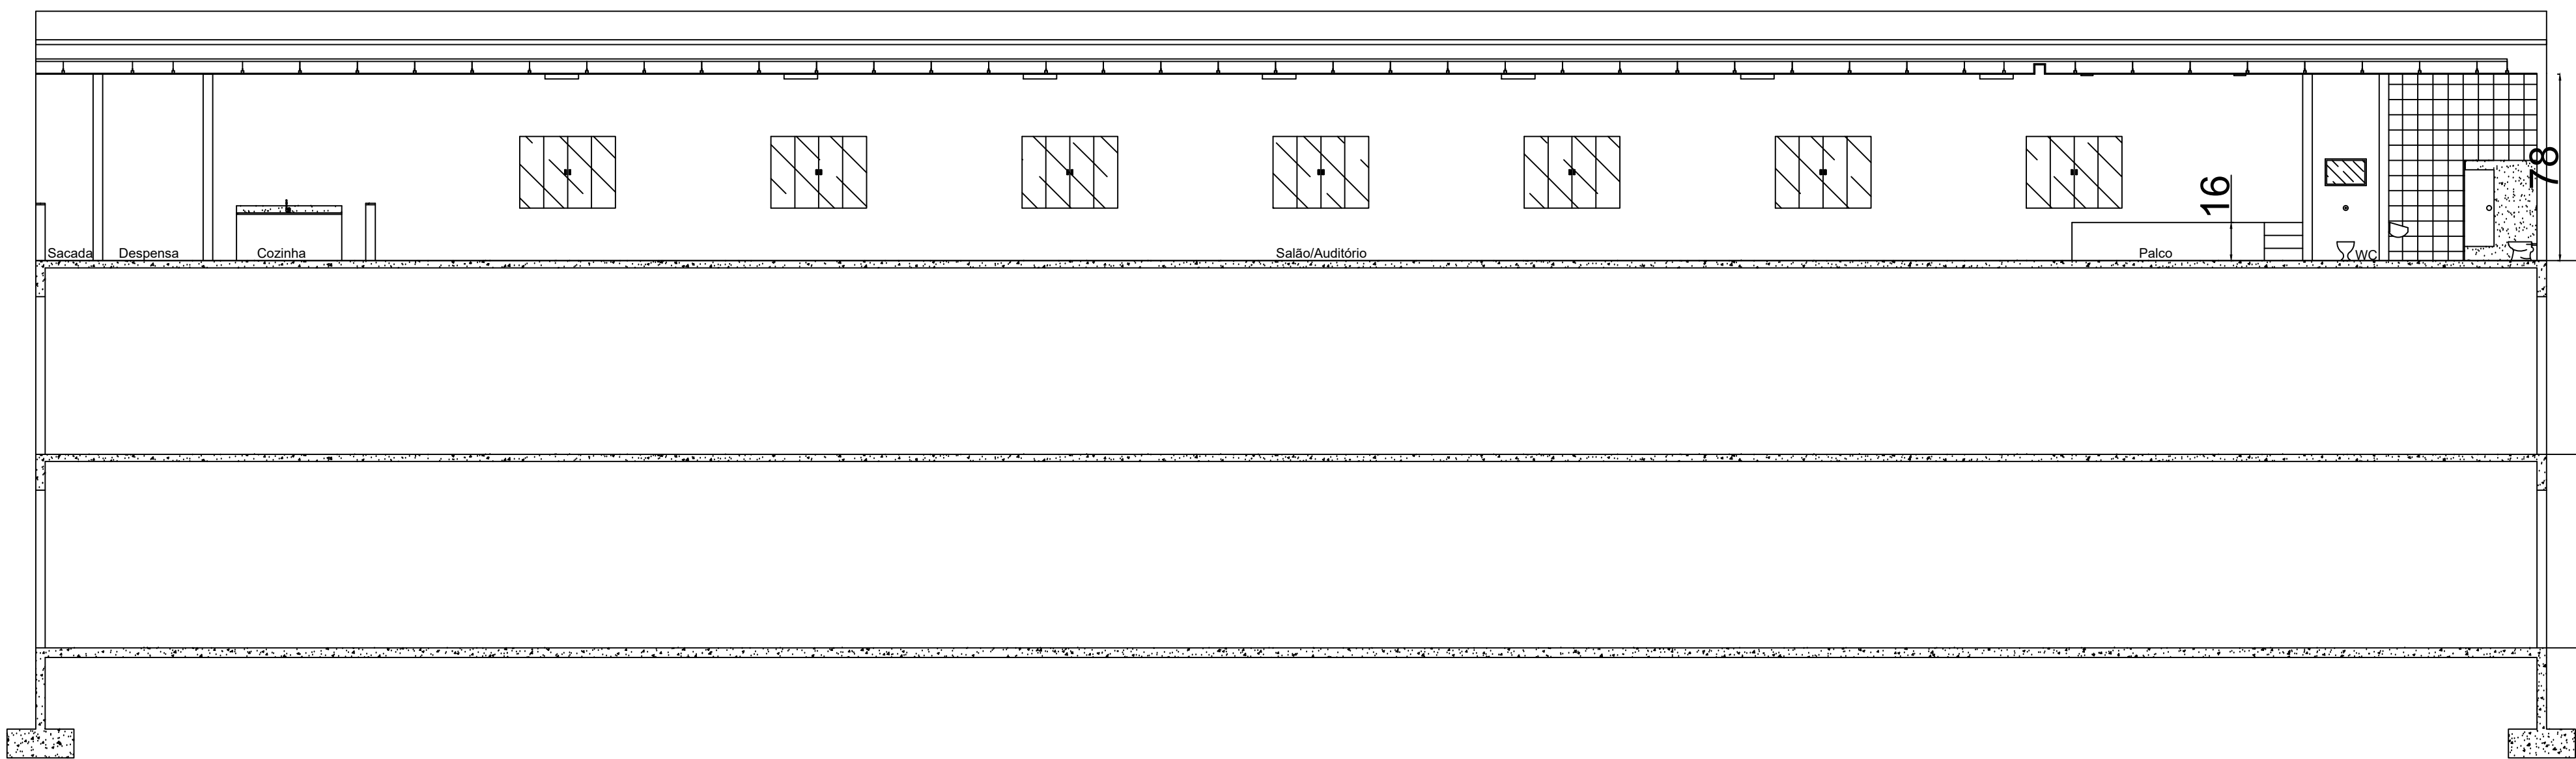 78
16
Sacada
Despensa
Cozinha
Salão/Auditório
Palco
WC